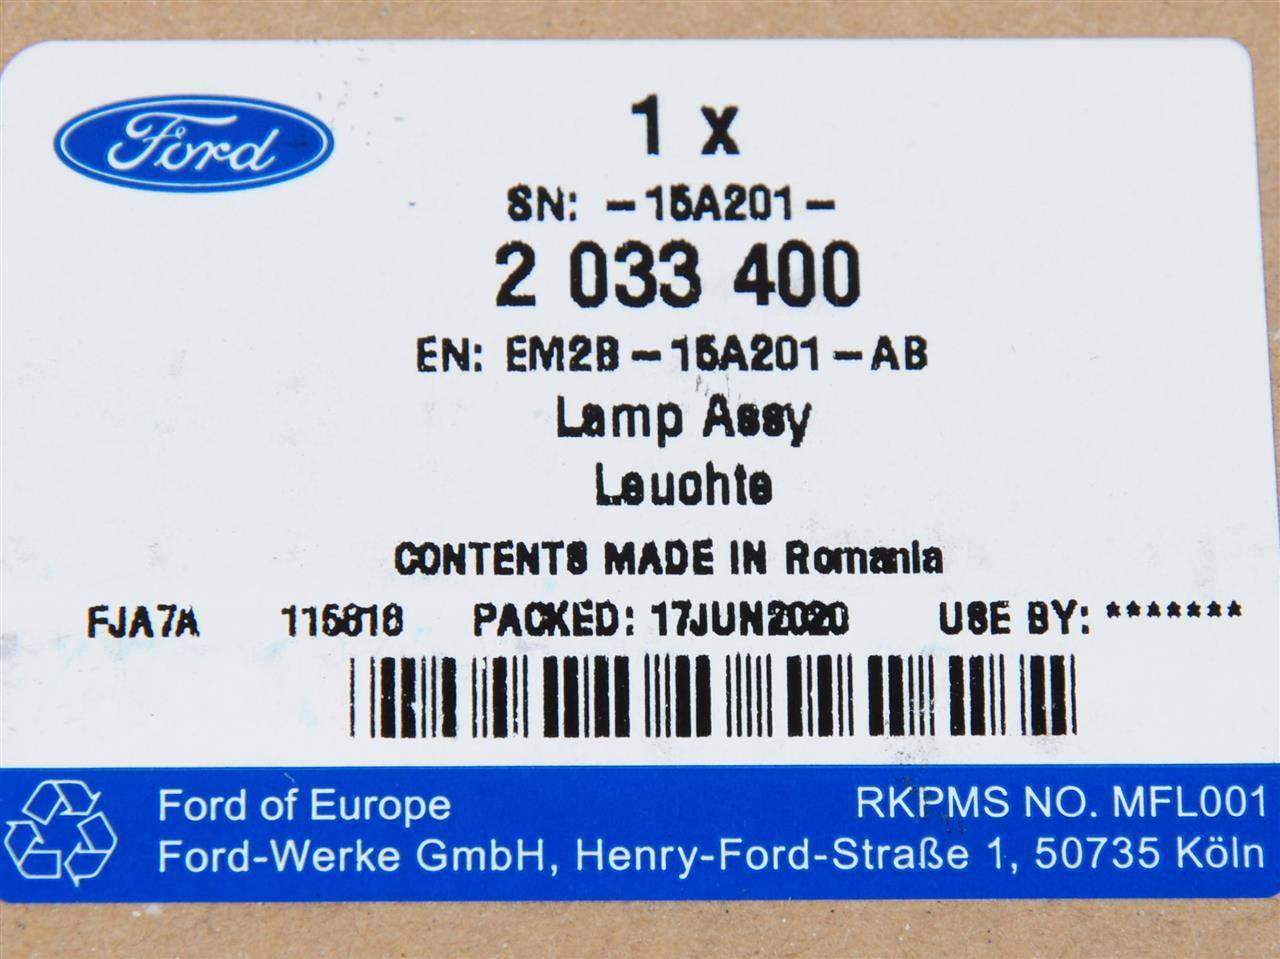 Ford
1 x
SN: -15A201-
2 033 400
EN: EM2B-15A201-AB
Lamp Assy
Leuchte
CONTENTS MADE IN Romania
FJA7A PACKED: 17JUN2020 USE BY: *******
Ford of Europe RKPMS NO. MFL001
Ford-Werke GmbH, Henry-Ford-Straße 1, 50735 Köln